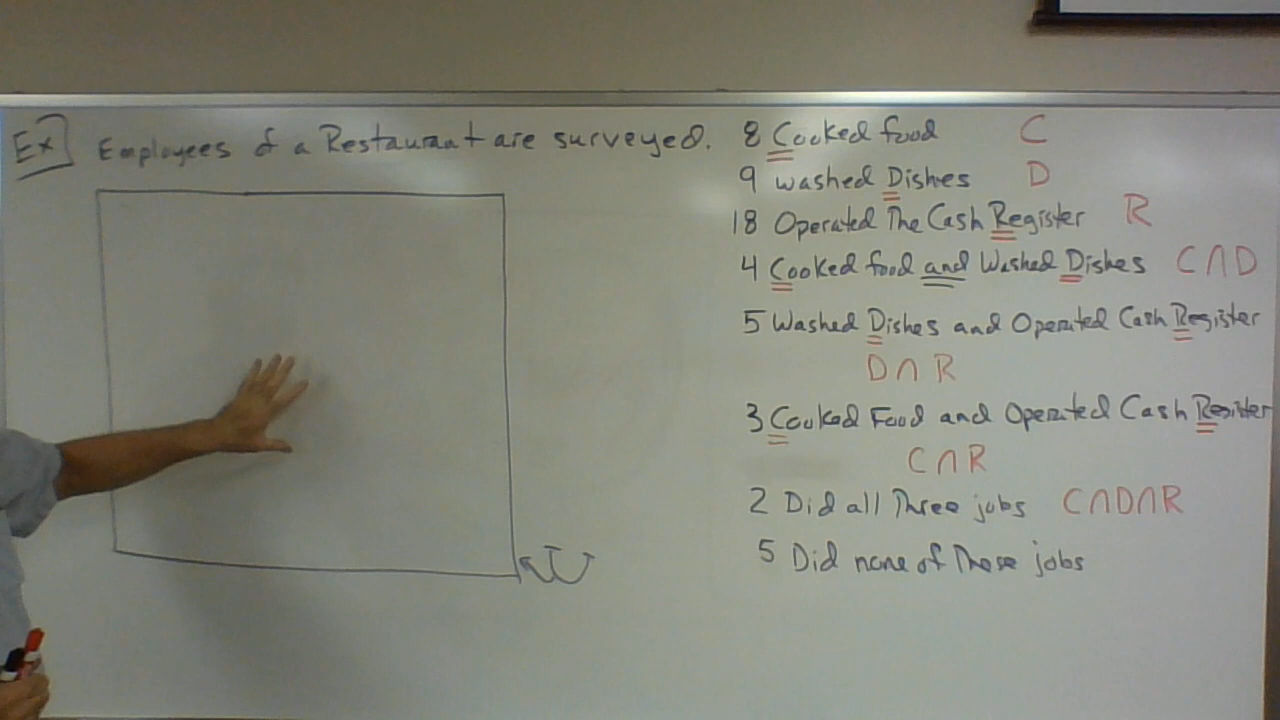 Ex Employees of a Restaurant are surveyed.
8 Cooked food C
9 washed Dishes D
18 Operated The Cash Register R
4 Cooked food and Washed Dishes C∩D
5 Washed Dishes and Operated Cash Register
D∩R
3 Cooked Food and Operated Cash Register
C∩R
2 Did all Three jobs C∩D∩R
5 Did none of These jobs
U